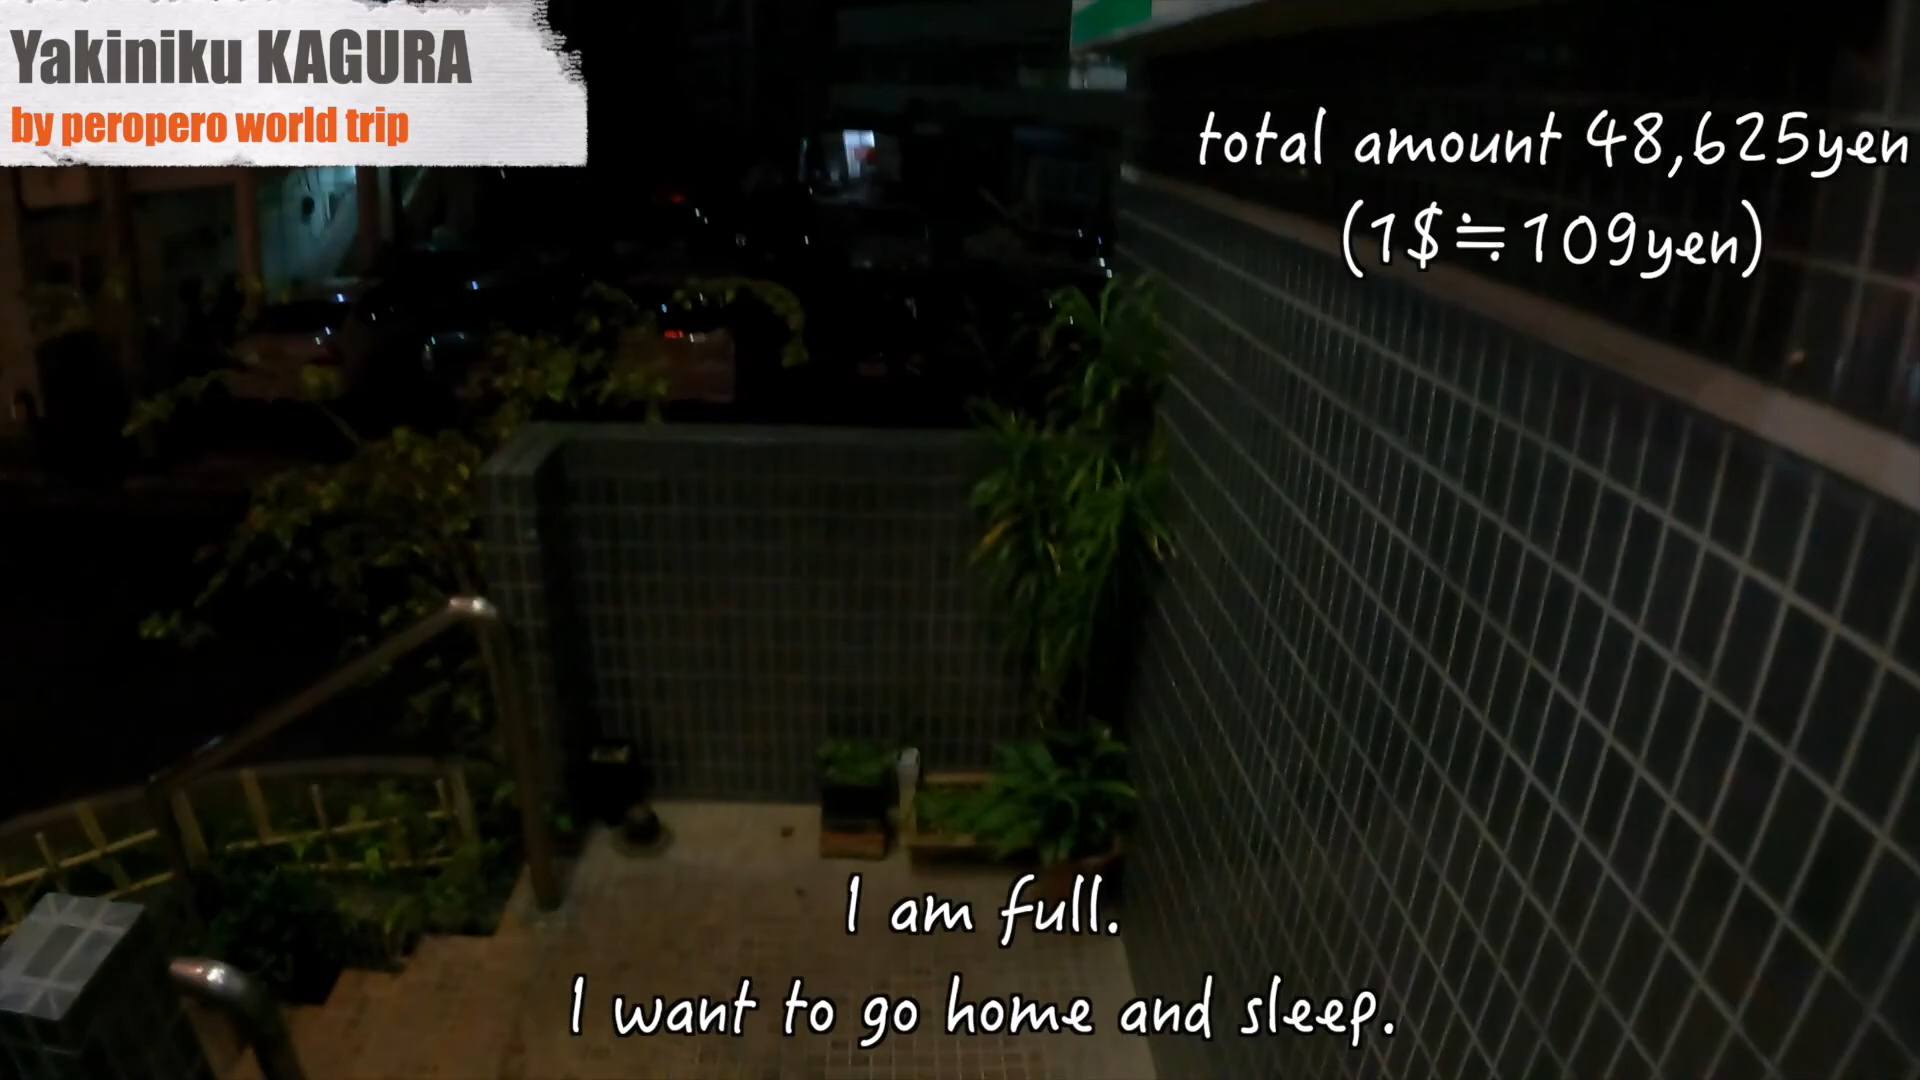 Yakiniku KAGURA
by peropero world trip
total amount 48,625yen
(1$≒109yen)
I am full.
I want to go home and sleep.